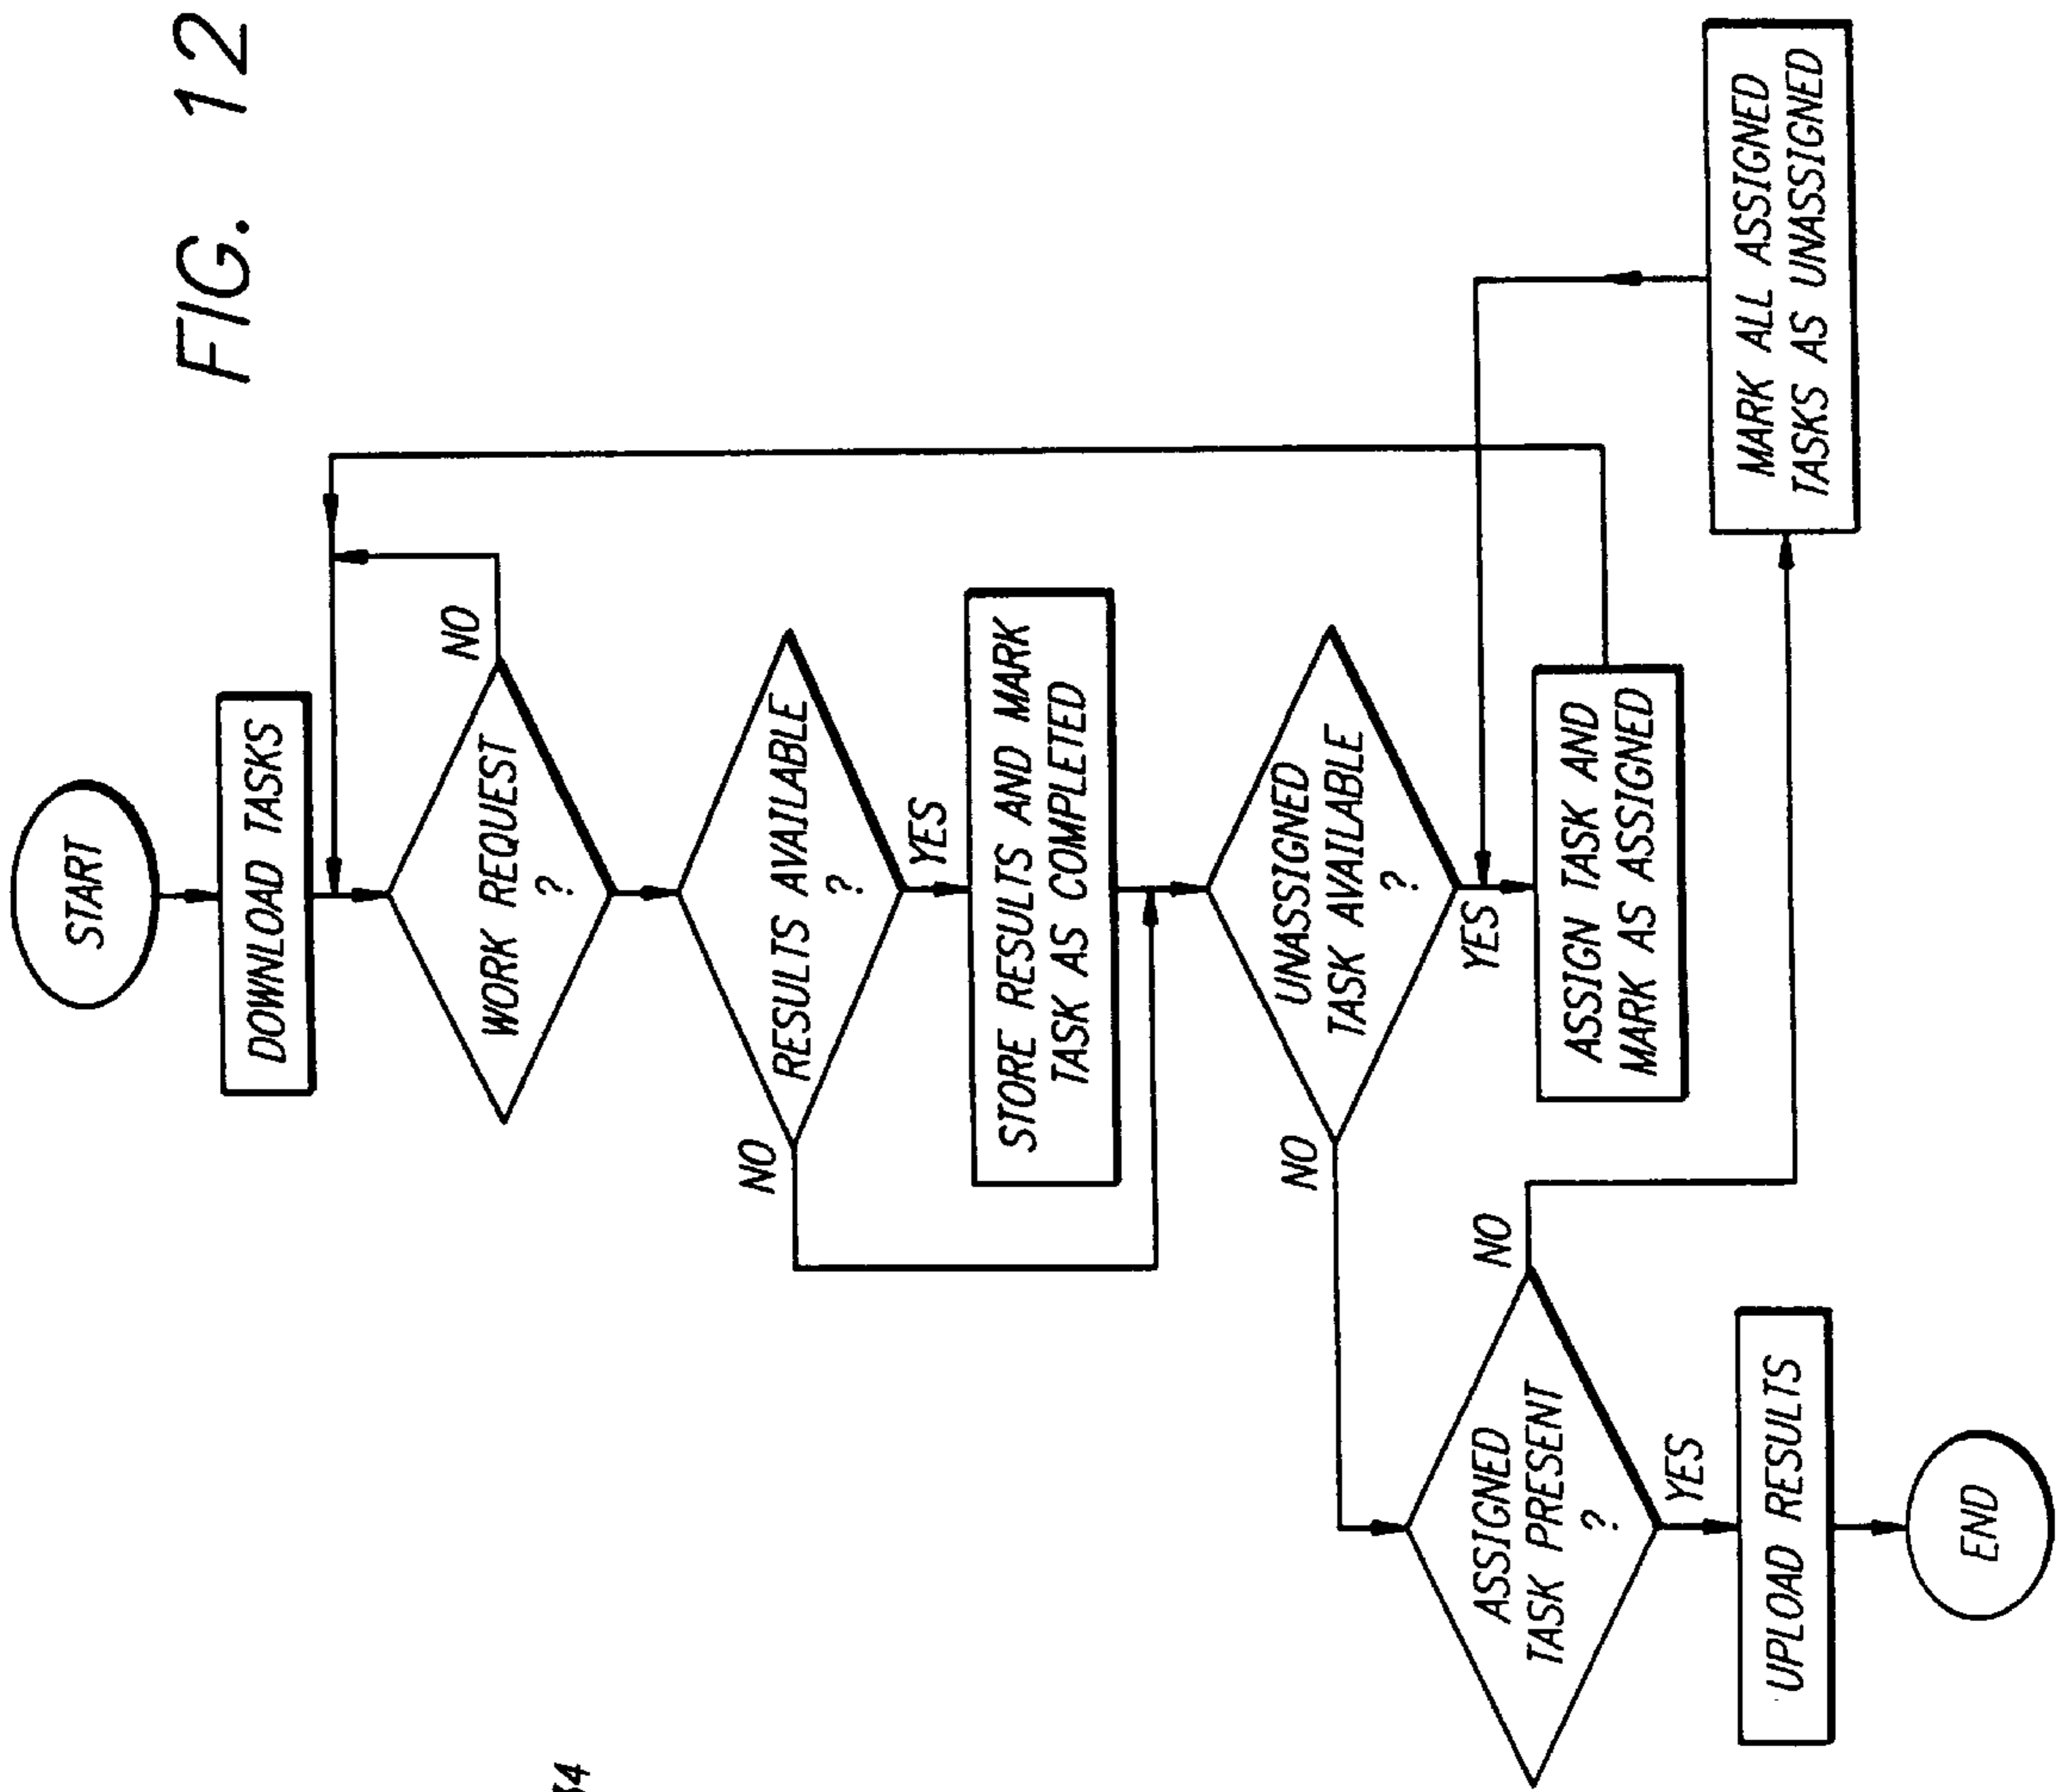 FIG. 12
START
DOWNLOAD TASKS
WORK REQUEST
?
NO
RESULTS AVAILABLE
?
NO
YES
STORE RESULTS AND MARK
TASK AS COMPLETED
UNASSIGNED
TASK AVAILABLE
?
NO
YES
ASSIGN TASK AND
MARK AS ASSIGNED
ASSIGNED
TASK PRESENT
?
NO
YES
MARK ALL ASSIGNED
TASKS AS UNASSIGNED
UPLOAD RESULTS
END